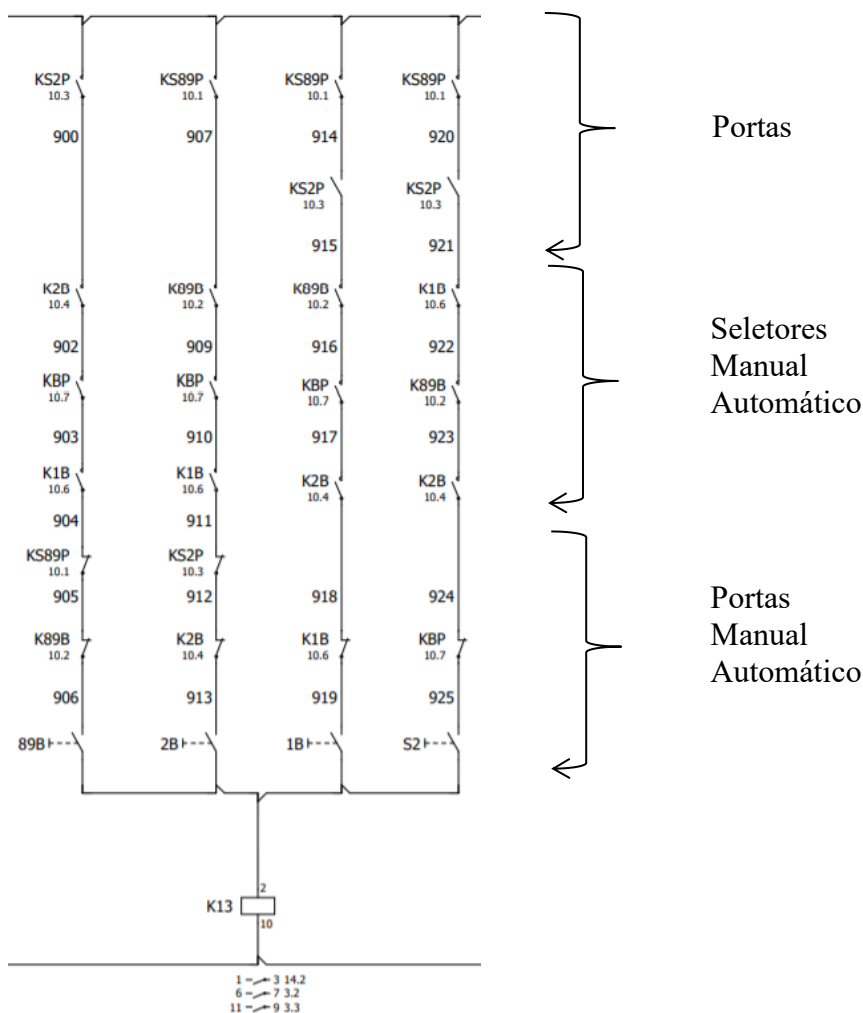 KS2P KS89P KS89P KS89P
10.3 10.1 10.1 10.1
900 907 914 920
Portas
KS2P KS2P
10.3 10.3
915 921
K2B K89B K89B K1B
10.4 10.2 10.2 10.6
902 909 916 922
Seletores
Manual
Automático
KBP KBP KBP K89B
10.7 10.7 10.7 10.2
903 910 917 923
K1B K1B K2B K2B
10.6 10.6 10.4 10.4
904 911
KS89P KS2P
10.1 10.3
905 912 918 924
Portas
Manual
Automático
K89B K2B K1B KBP
10.2 10.4 10.6 10.7
906 913 919 925
89B 2B 1B S2
2
K13
10
1 3 14.2
6 7 3.2
11 9 3.3